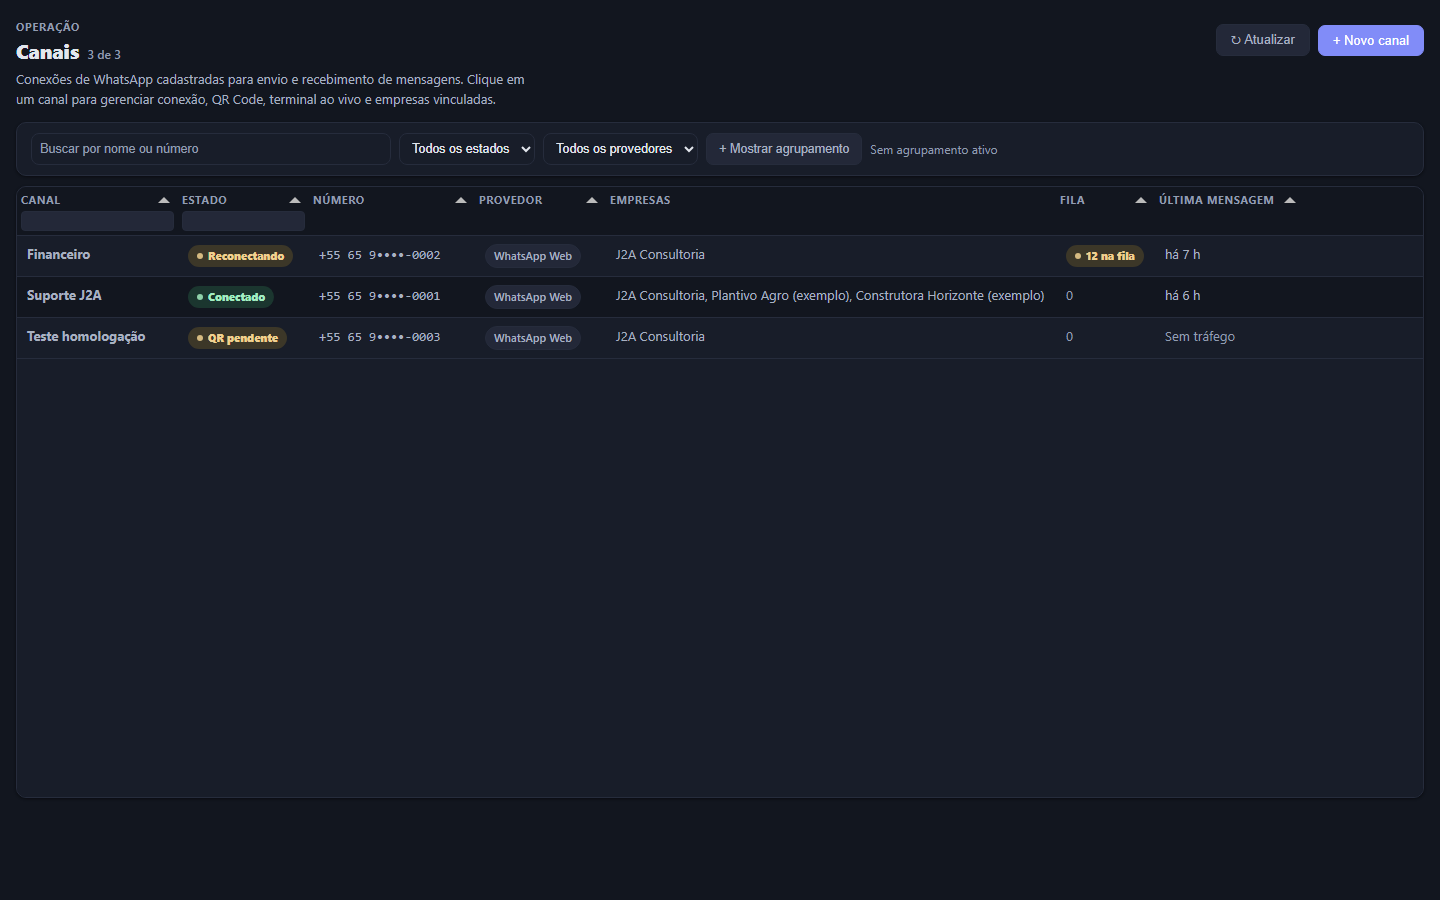 OPERAÇÃO
Canais 3 de 3
Conexões de WhatsApp cadastradas para envio e recebimento de mensagens. Clique em
um canal para gerenciar conexão, QR Code, terminal ao vivo e empresas vinculadas.
↻ Atualizar
+ Novo canal
Buscar por nome ou número
Todos os estados
Todos os provedores
+ Mostrar agrupamento
Sem agrupamento ativo
CANAL ESTADO NÚMERO PROVEDOR EMPRESAS FILA ÚLTIMA MENSAGEM
Financeiro Reconectando +55 65 9••••-0002 WhatsApp Web J2A Consultoria 12 na fila há 7 h
Suporte J2A Conectado +55 65 9••••-0001 WhatsApp Web J2A Consultoria, Plantivo Agro (exemplo), Construtora Horizonte (exemplo) 0 há 6 h
Teste homologação QR pendente +55 65 9••••-0003 WhatsApp Web J2A Consultoria 0 Sem tráfego